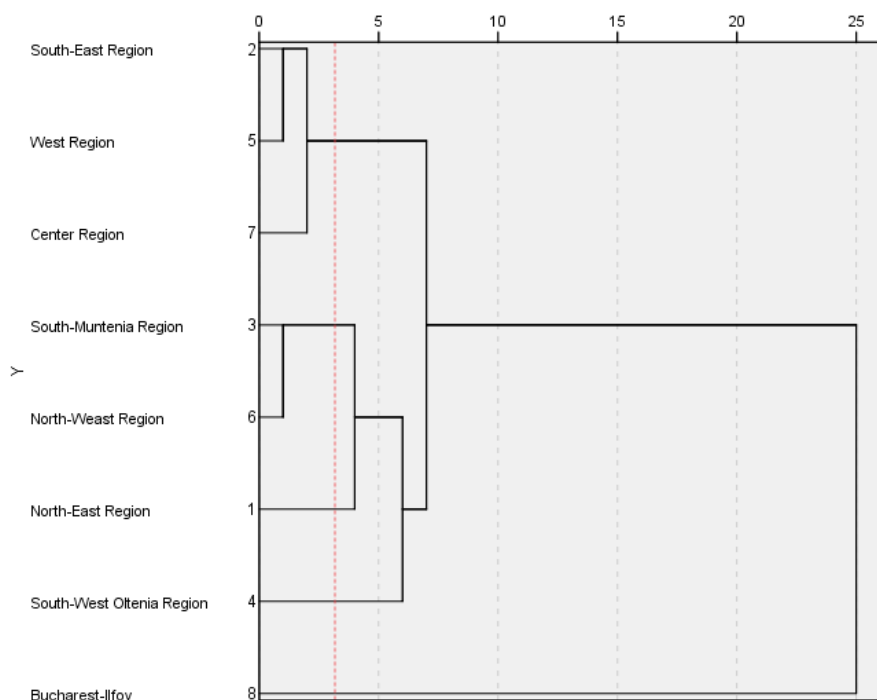 0 5 10 15 20 25
South-East Region 2
West Region 5
Center Region 7
South-Muntenia Region 3
Y
North-Weast Region 6
North-East Region 1
South-West Oltenia Region 4
Bucharest-Ilfov 8